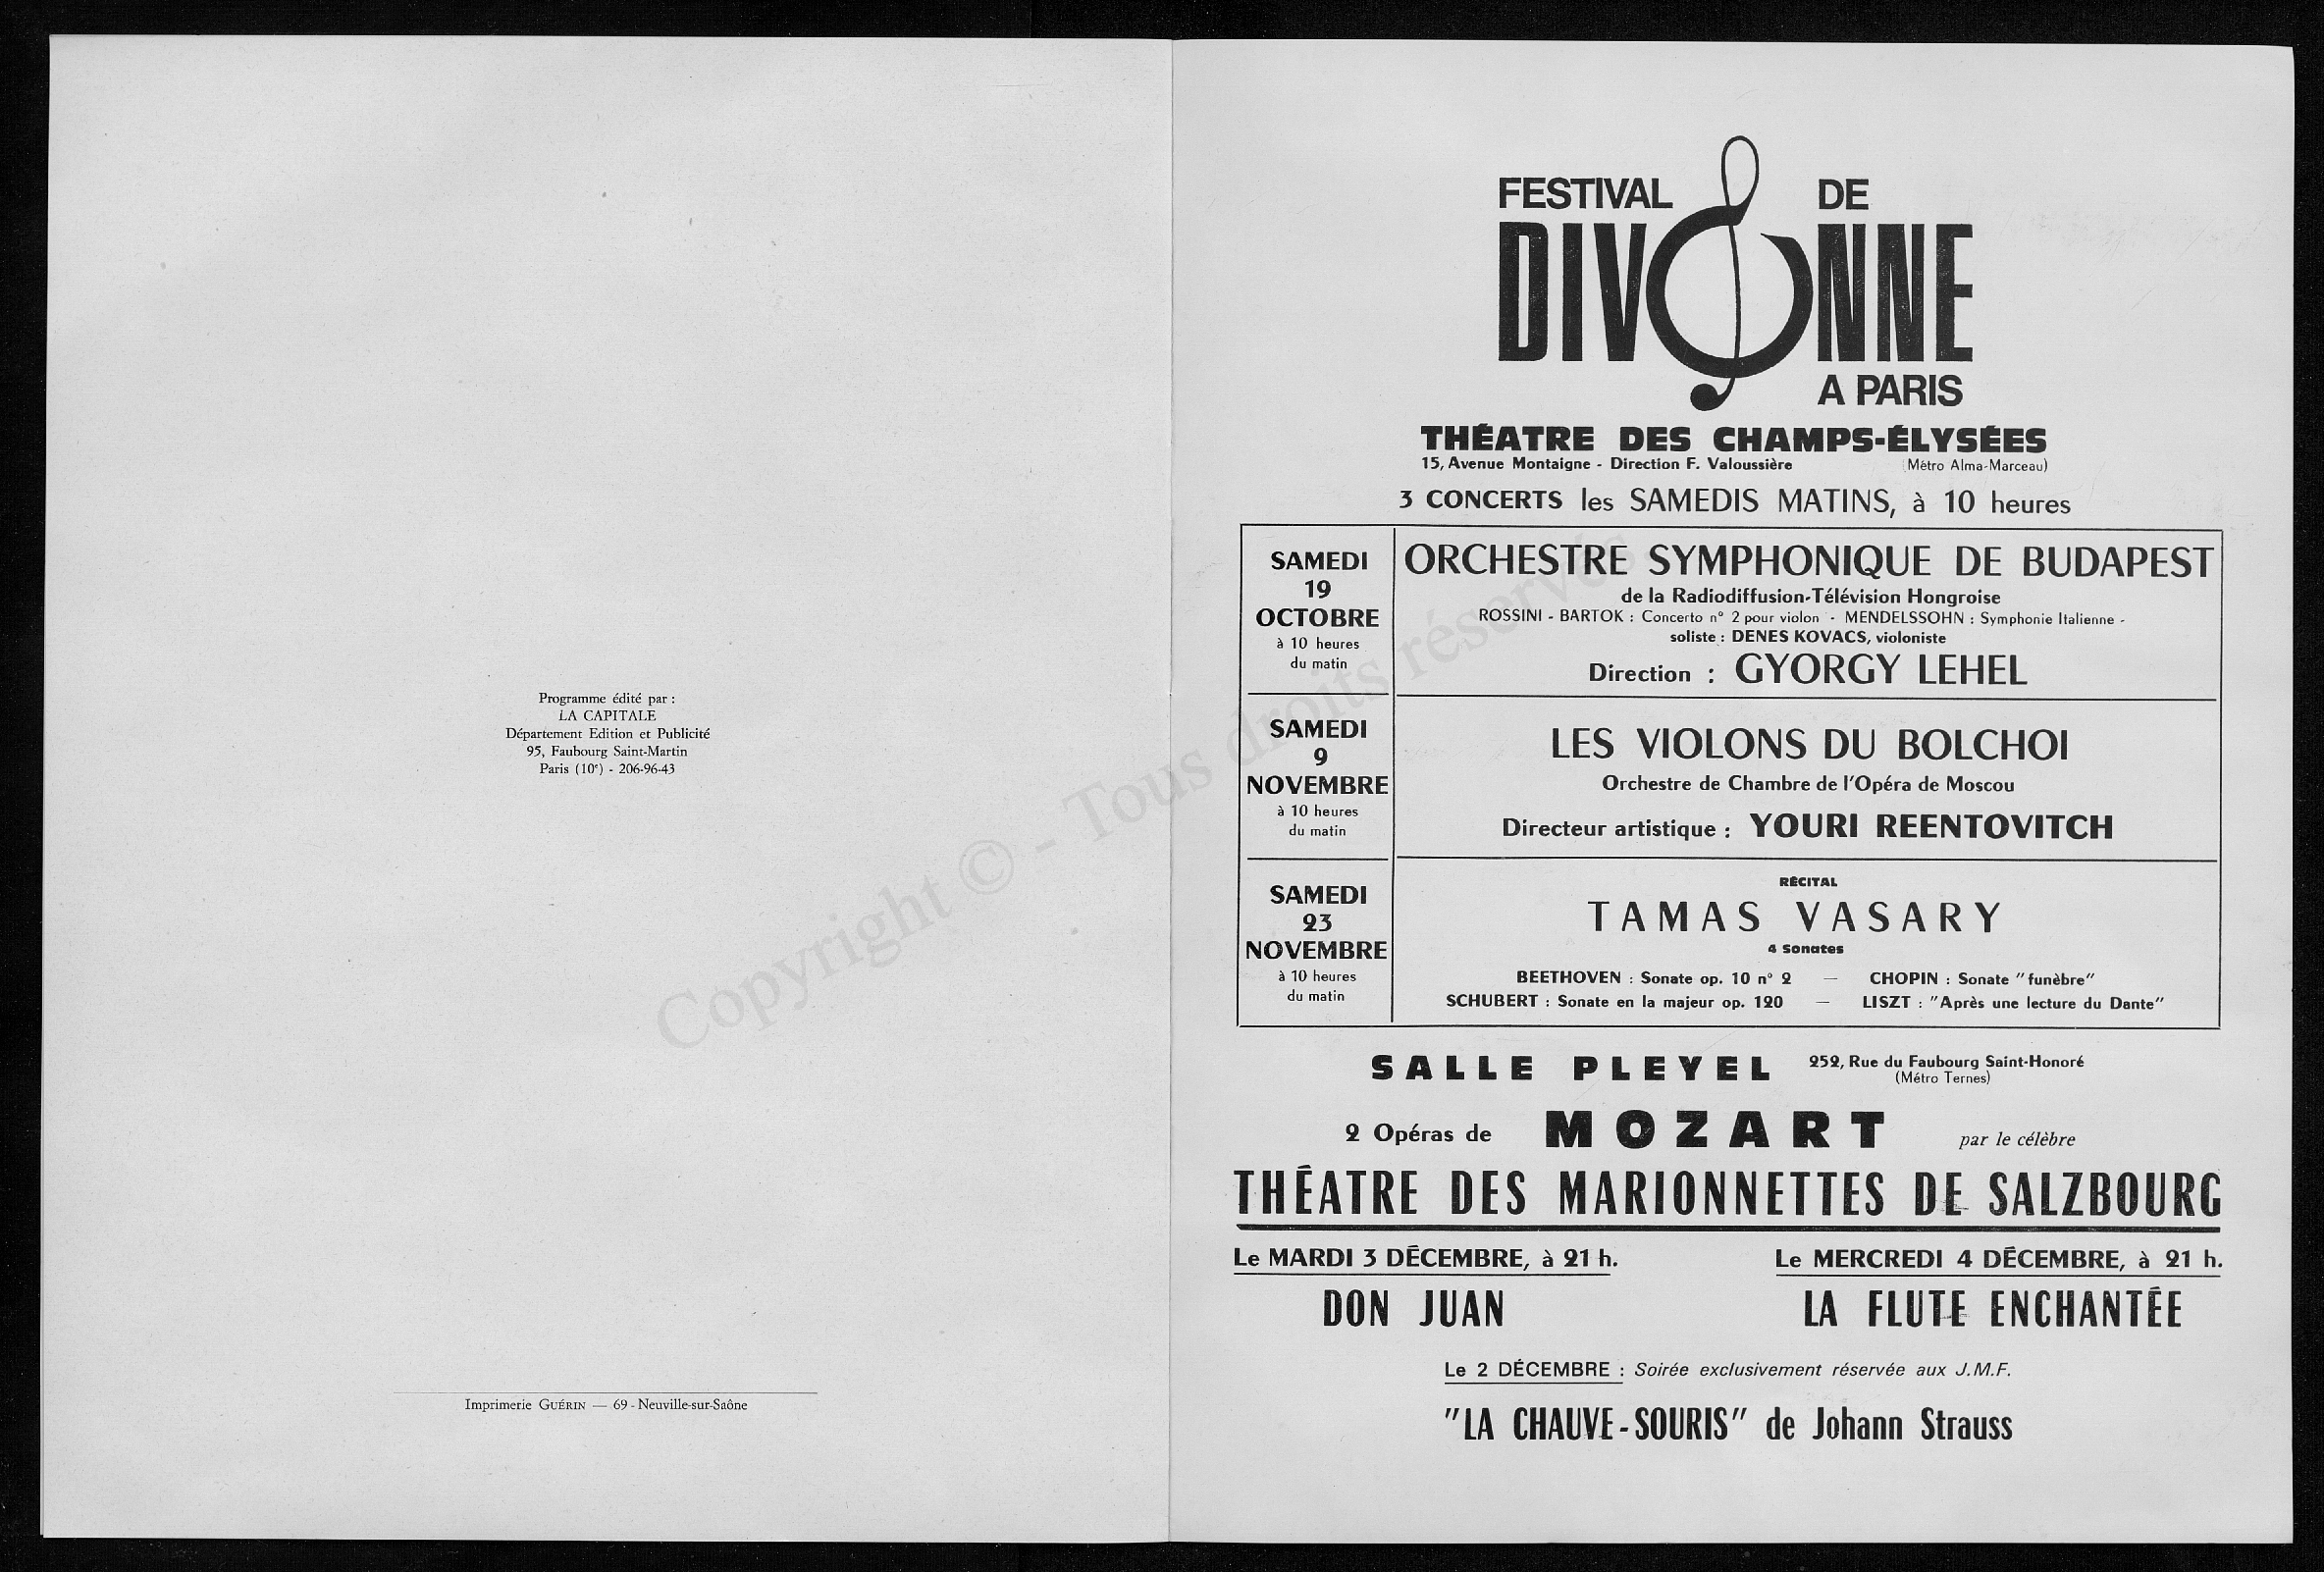 Programme édité par :
LA CAPITALE
Département Edition et Publicité
95, Faubourg Saint-Martin
Paris (10e) - 206-96-43
Imprimerie GUÉRIN — 69 - Neuville-sur-Saône
FESTIVAL DE
DIVONNE
A PARIS
THÉATRE DES CHAMPS-ÉLYSÉES
15, Avenue Montaigne - Direction F. Valoussière (Métro Alma-Marceau)
3 CONCERTS les SAMEDIS MATINS, à 10 heures
SAMEDI
19
OCTOBRE
à 10 heures
du matin
ORCHESTRE SYMPHONIQUE DE BUDAPEST
de la Radiodiffusion-Télévision Hongroise
ROSSINI - BARTOK : Concerto n° 2 pour violon - MENDELSSOHN : Symphonie Italienne -
soliste : DENES KOVACS, violoniste
Direction : GYORGY LEHEL
SAMEDI
9
NOVEMBRE
à 10 heures
du matin
LES VIOLONS DU BOLCHOI
Orchestre de Chambre de l'Opéra de Moscou
Directeur artistique : YOURI REENTOVITCH
SAMEDI
23
NOVEMBRE
à 10 heures
du matin
RÉCITAL
TAMAS VASARY
4 Sonates
BEETHOVEN : Sonate op. 10 n° 2 — CHOPIN : Sonate "funèbre"
SCHUBERT : Sonate en la majeur op. 120 — LISZT : "Après une lecture du Dante"
SALLE PLEYEL 252, Rue du Faubourg Saint-Honoré
(Métro Ternes)
2 Opéras de MOZART par le célèbre
THÉATRE DES MARIONNETTES DE SALZBOURG
Le MARDI 3 DÉCEMBRE, à 21 h. Le MERCREDI 4 DÉCEMBRE, à 21 h.
DON JUAN LA FLUTE ENCHANTÉE
Le 2 DÉCEMBRE : Soirée exclusivement réservée aux J.M.F.
"LA CHAUVE-SOURIS" de Johann Strauss
Copyright © - Tous droits réservés